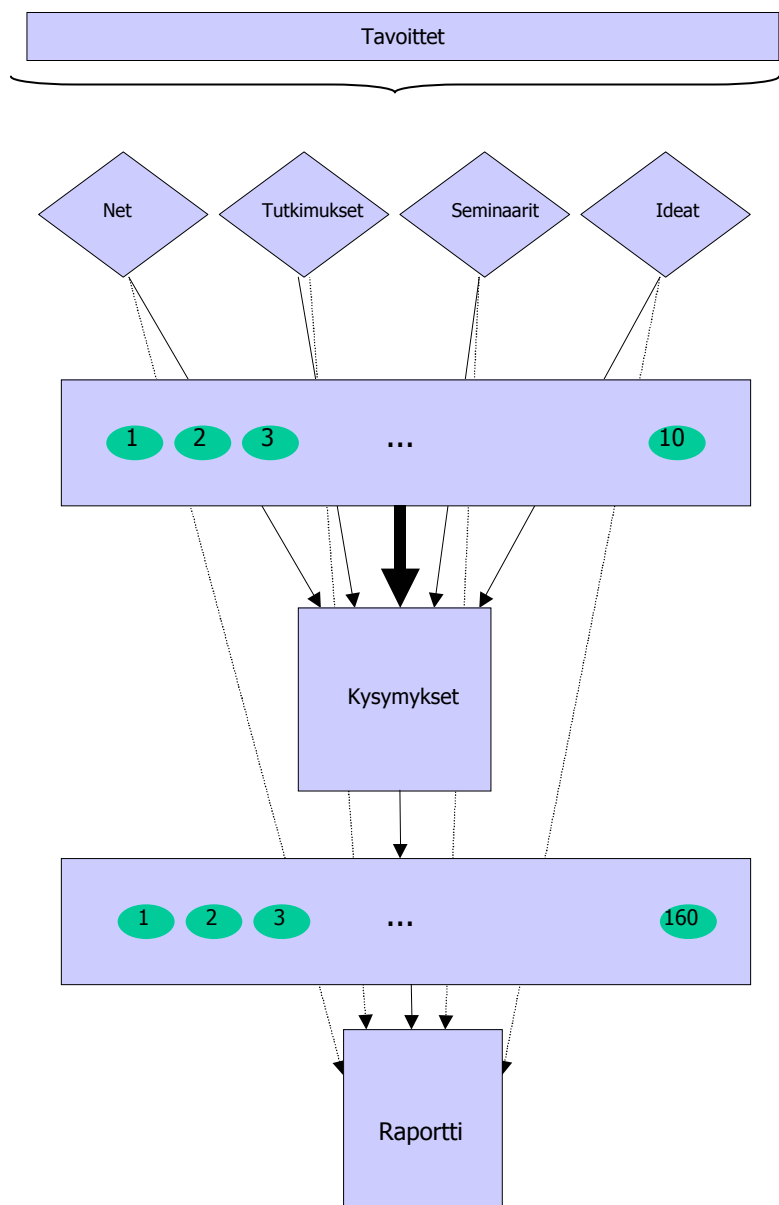 Tavoittet
Net
Tutkimukset
Seminaarit
Ideat
1 2 3 ... 10
Kysymykset
1 2 3 ... 160
Raportti